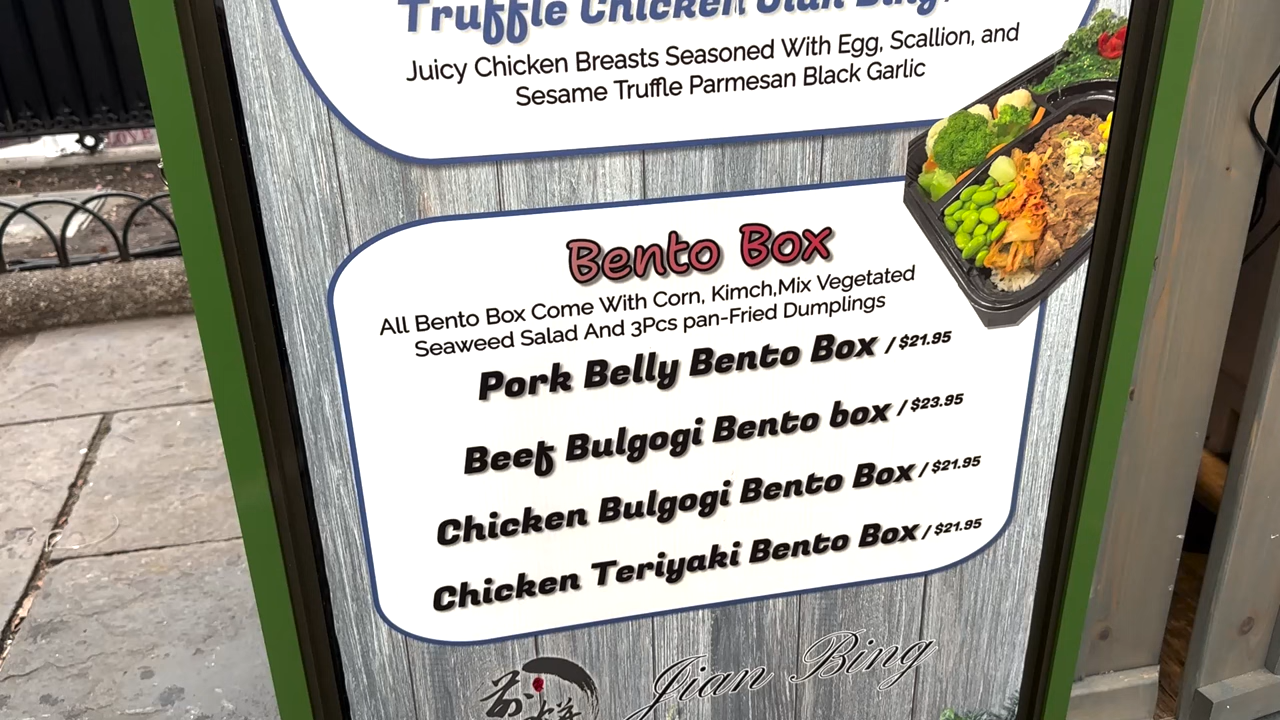 Truffle Chicken Jian Bing
Juicy Chicken Breasts Seasoned With Egg, Scallion, and
Sesame Truffle Parmesan Black Garlic
Bento Box
All Bento Box Come With Corn, Kimch,Mix Vegetated
Seaweed Salad And 3Pcs pan-Fried Dumplings
Pork Belly Bento Box / $21.95
Beef Bulgogi Bento box / $23.95
Chicken Bulgogi Bento Box / $21.95
Chicken Teriyaki Bento Box / $21.95
Jian Bing